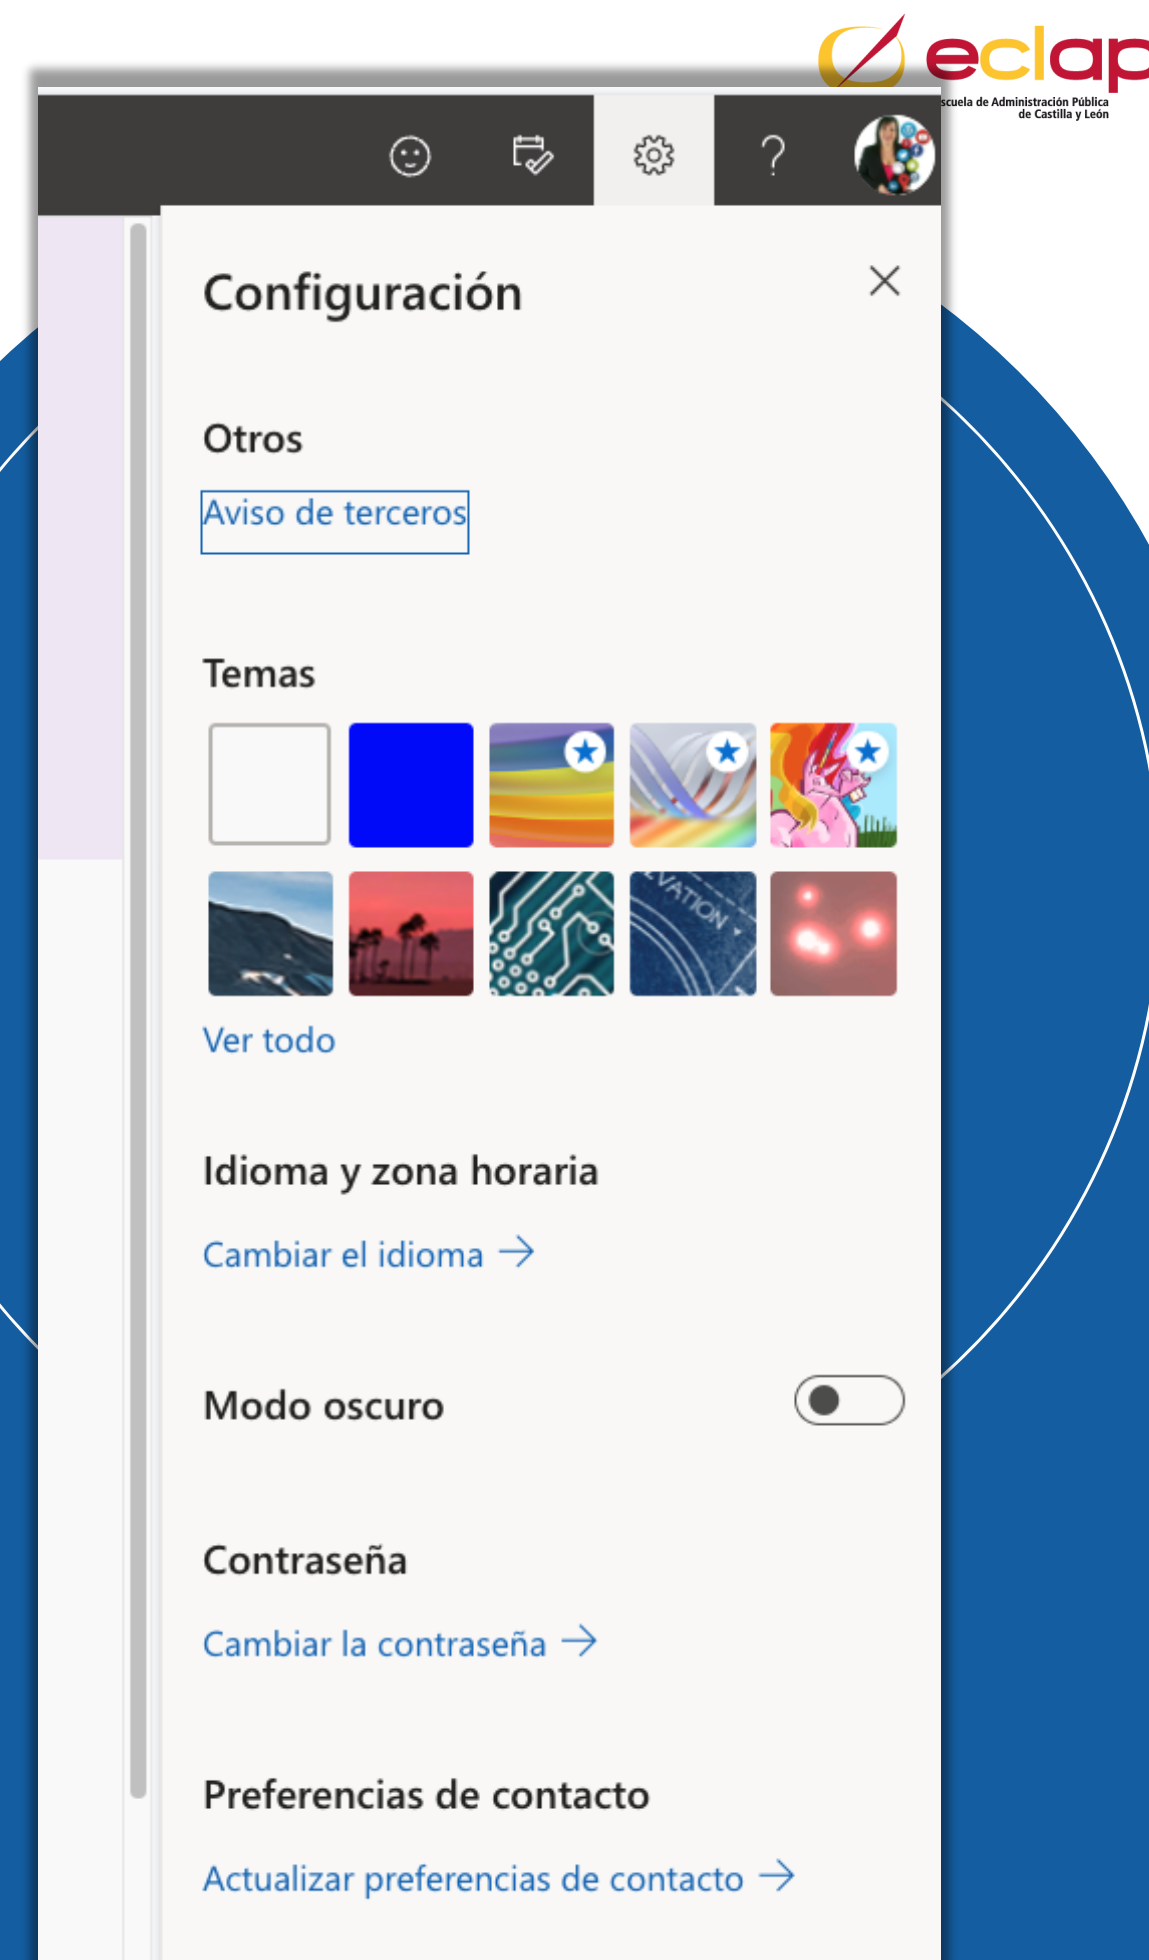 eclap
scuela de Administración Pública
de Castilla y León
?
Configuración
Otros
Aviso de terceros
Temas
VATION
Ver todo
Idioma y zona horaria
Cambiar el idioma →
Modo oscuro
Contraseña
Cambiar la contraseña →
Preferencias de contacto
Actualizar preferencias de contacto →